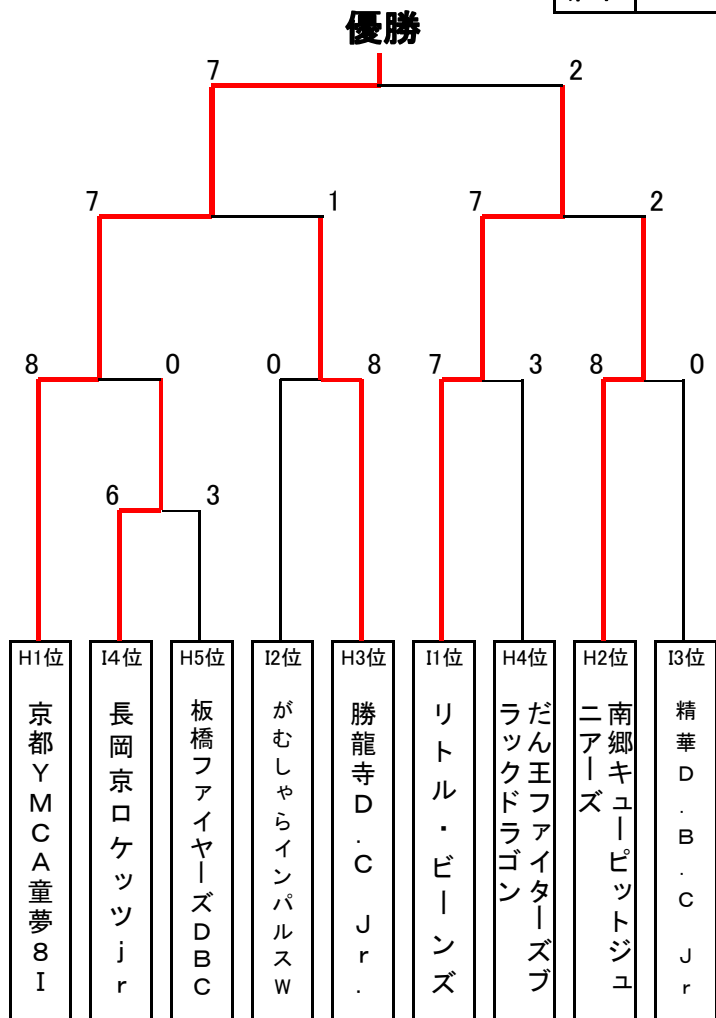 優勝
7
2
7
1
7
2
8
0
0
8
7
3
8
0
6
3
H1位
I4位
H5位
I2位
H3位
I1位
H4位
H2位
I3位
京都YMCA童夢8I
長岡京ロケッツjr
板橋ファイヤーズDBC
がむしゃらインパルスW
勝龍寺D.C Jr.
リトル・ビーンズ
だん王ファイターズブ
ラックドラゴン
南郷キューピットジュ
ニアーズ
精華D.B.C Jr